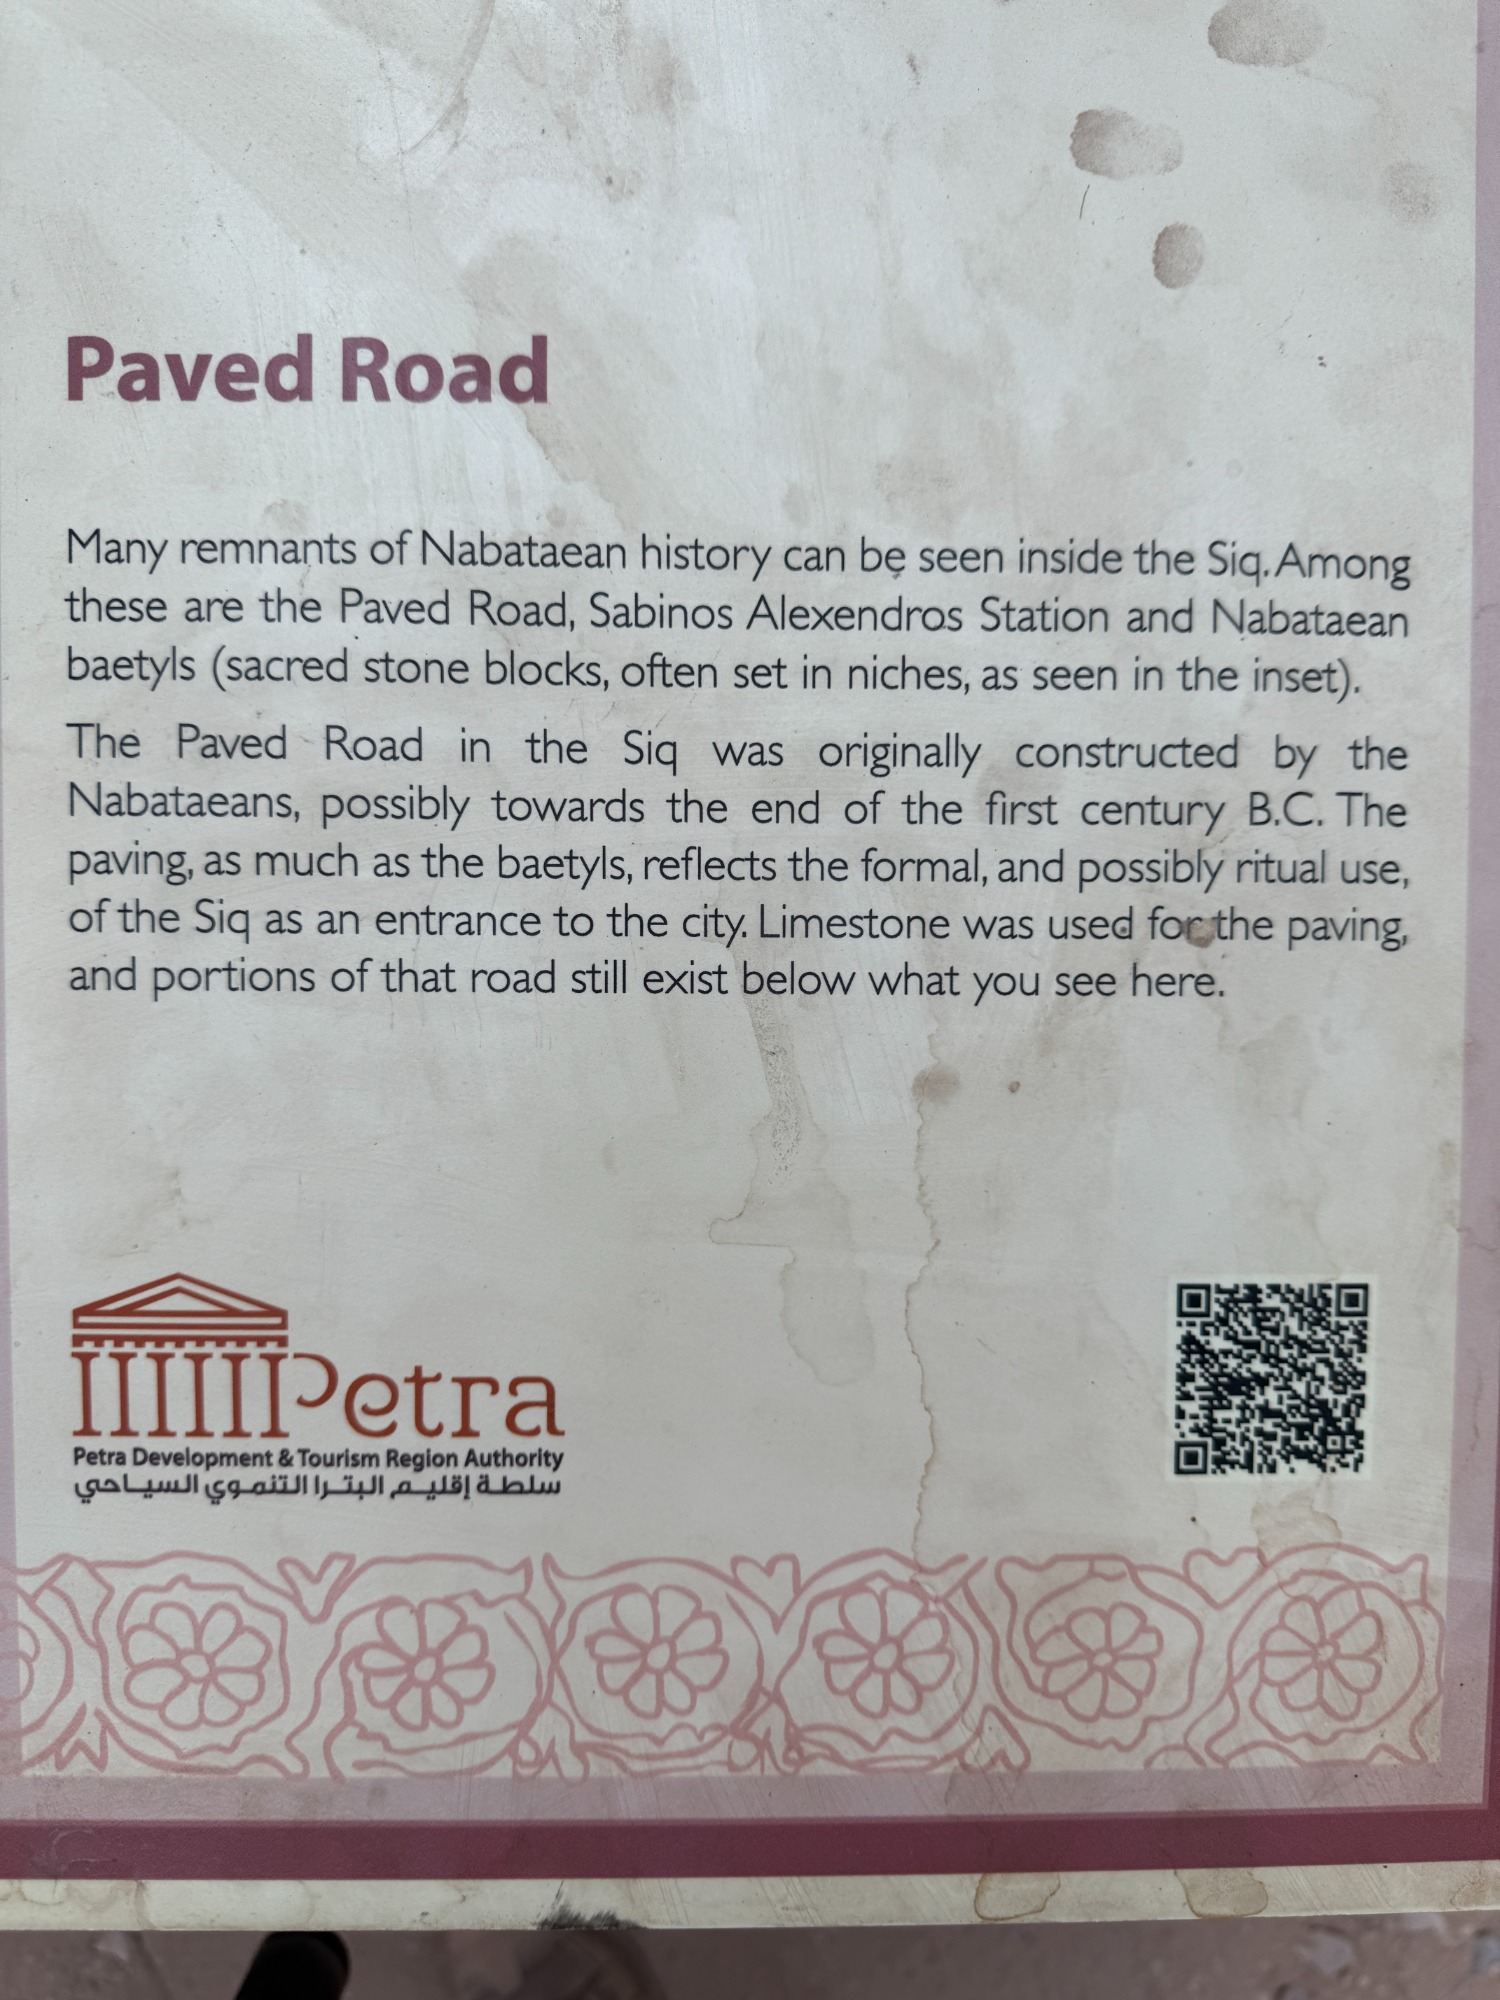 Paved Road
Many remnants of Nabataean history can be seen inside the Siq. Among
these are the Paved Road, Sabinos Alexendros Station and Nabataean
baetyls (sacred stone blocks, often set in niches, as seen in the inset).
The Paved Road in the Siq was originally constructed by the
Nabataeans, possibly towards the end of the first century B.C. The
paving, as much as the baetyls, reflects the formal, and possibly ritual use,
of the Siq as an entrance to the city. Limestone was used for the paving,
and portions of that road still exist below what you see here.
Petra
Petra Development & Tourism Region Authority
سلطة إقليم البترا التنموي السياحي